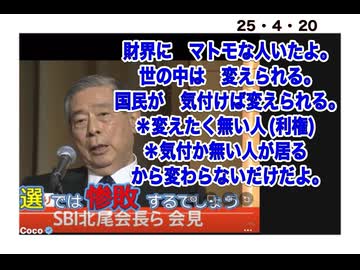 25・4・20
財界に　マトモな人いたよ。
世の中は　変えられる。
国民が　気付けば変えられる。
＊変えたく無い人(利権)
＊気付か無い人が居る
から変わらないだけだよ。
選では惨敗するでしょう
SBI北尾会長ら 会見
Coco